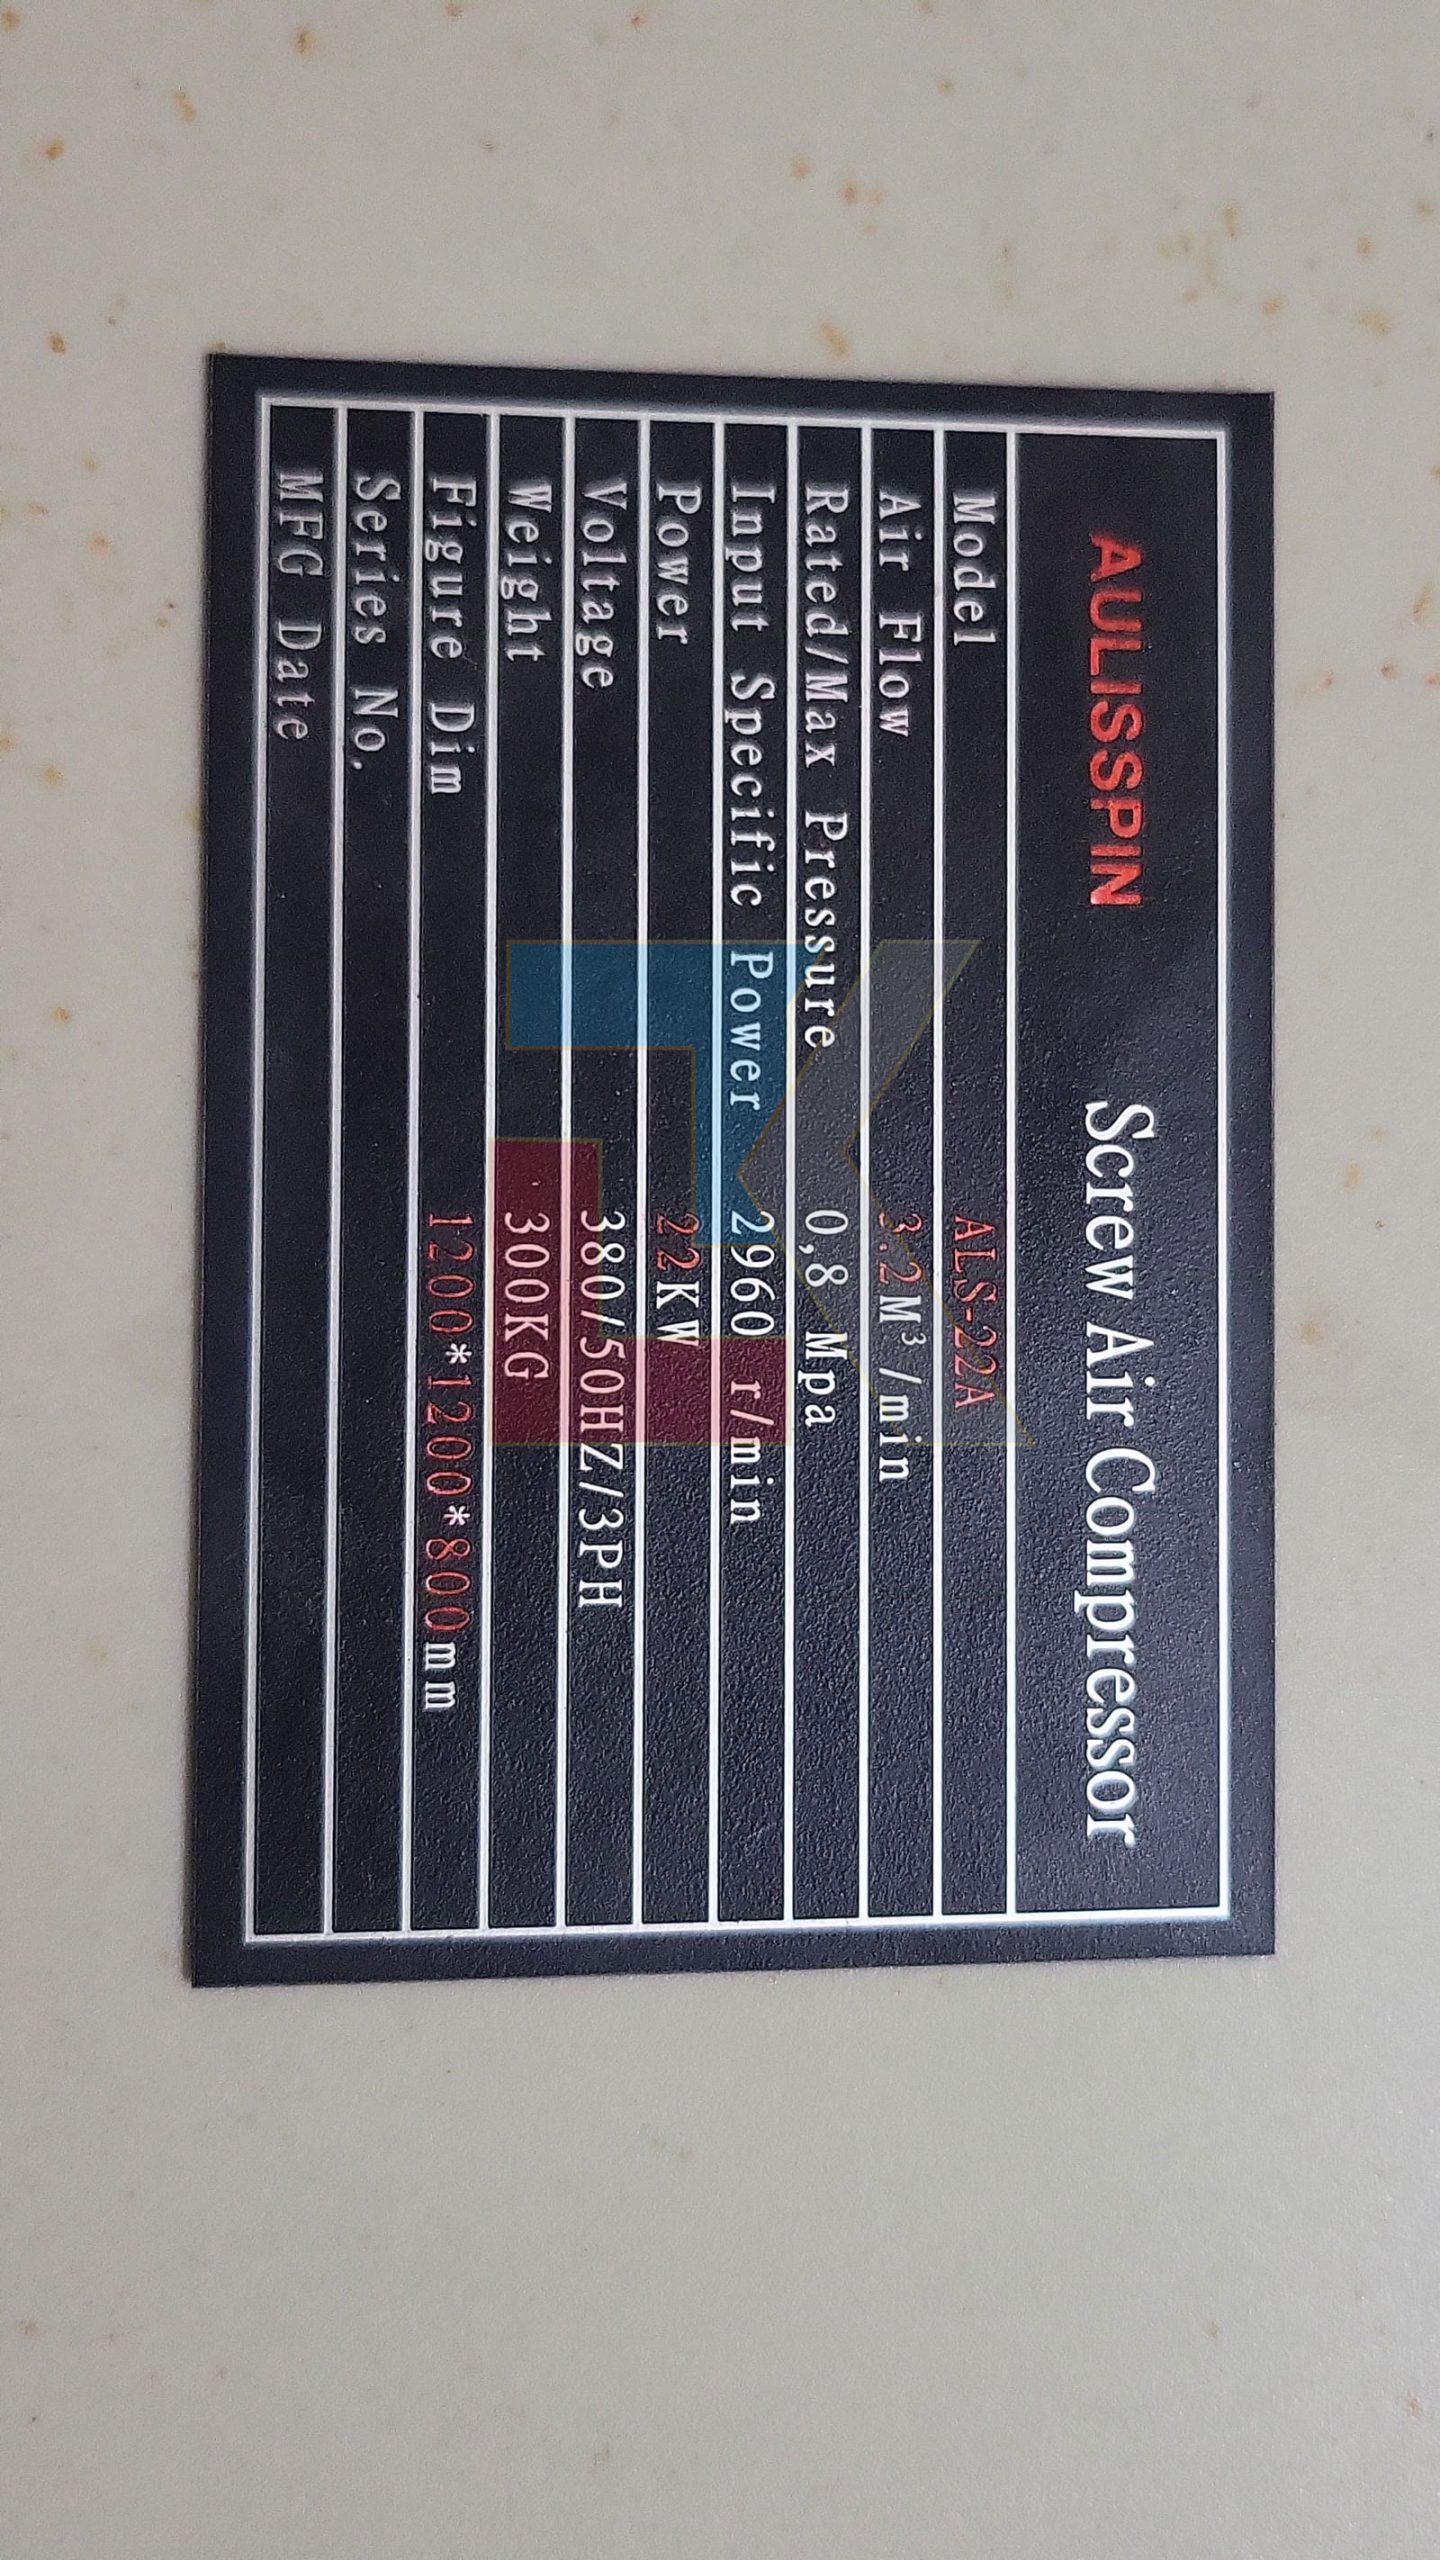 AULISSPIN Screw Air Compressor
Model ALS-22A
Air Flow 3.2M³/min
Rated/Max Pressure 0,8 Mpa
Input Specific Power 2960 r/min
Power 22KW
Voltage 380/50HZ/3PH
Weight 300KG
Figure Dim 1200*1200*800mm
Series No.
MFG Date